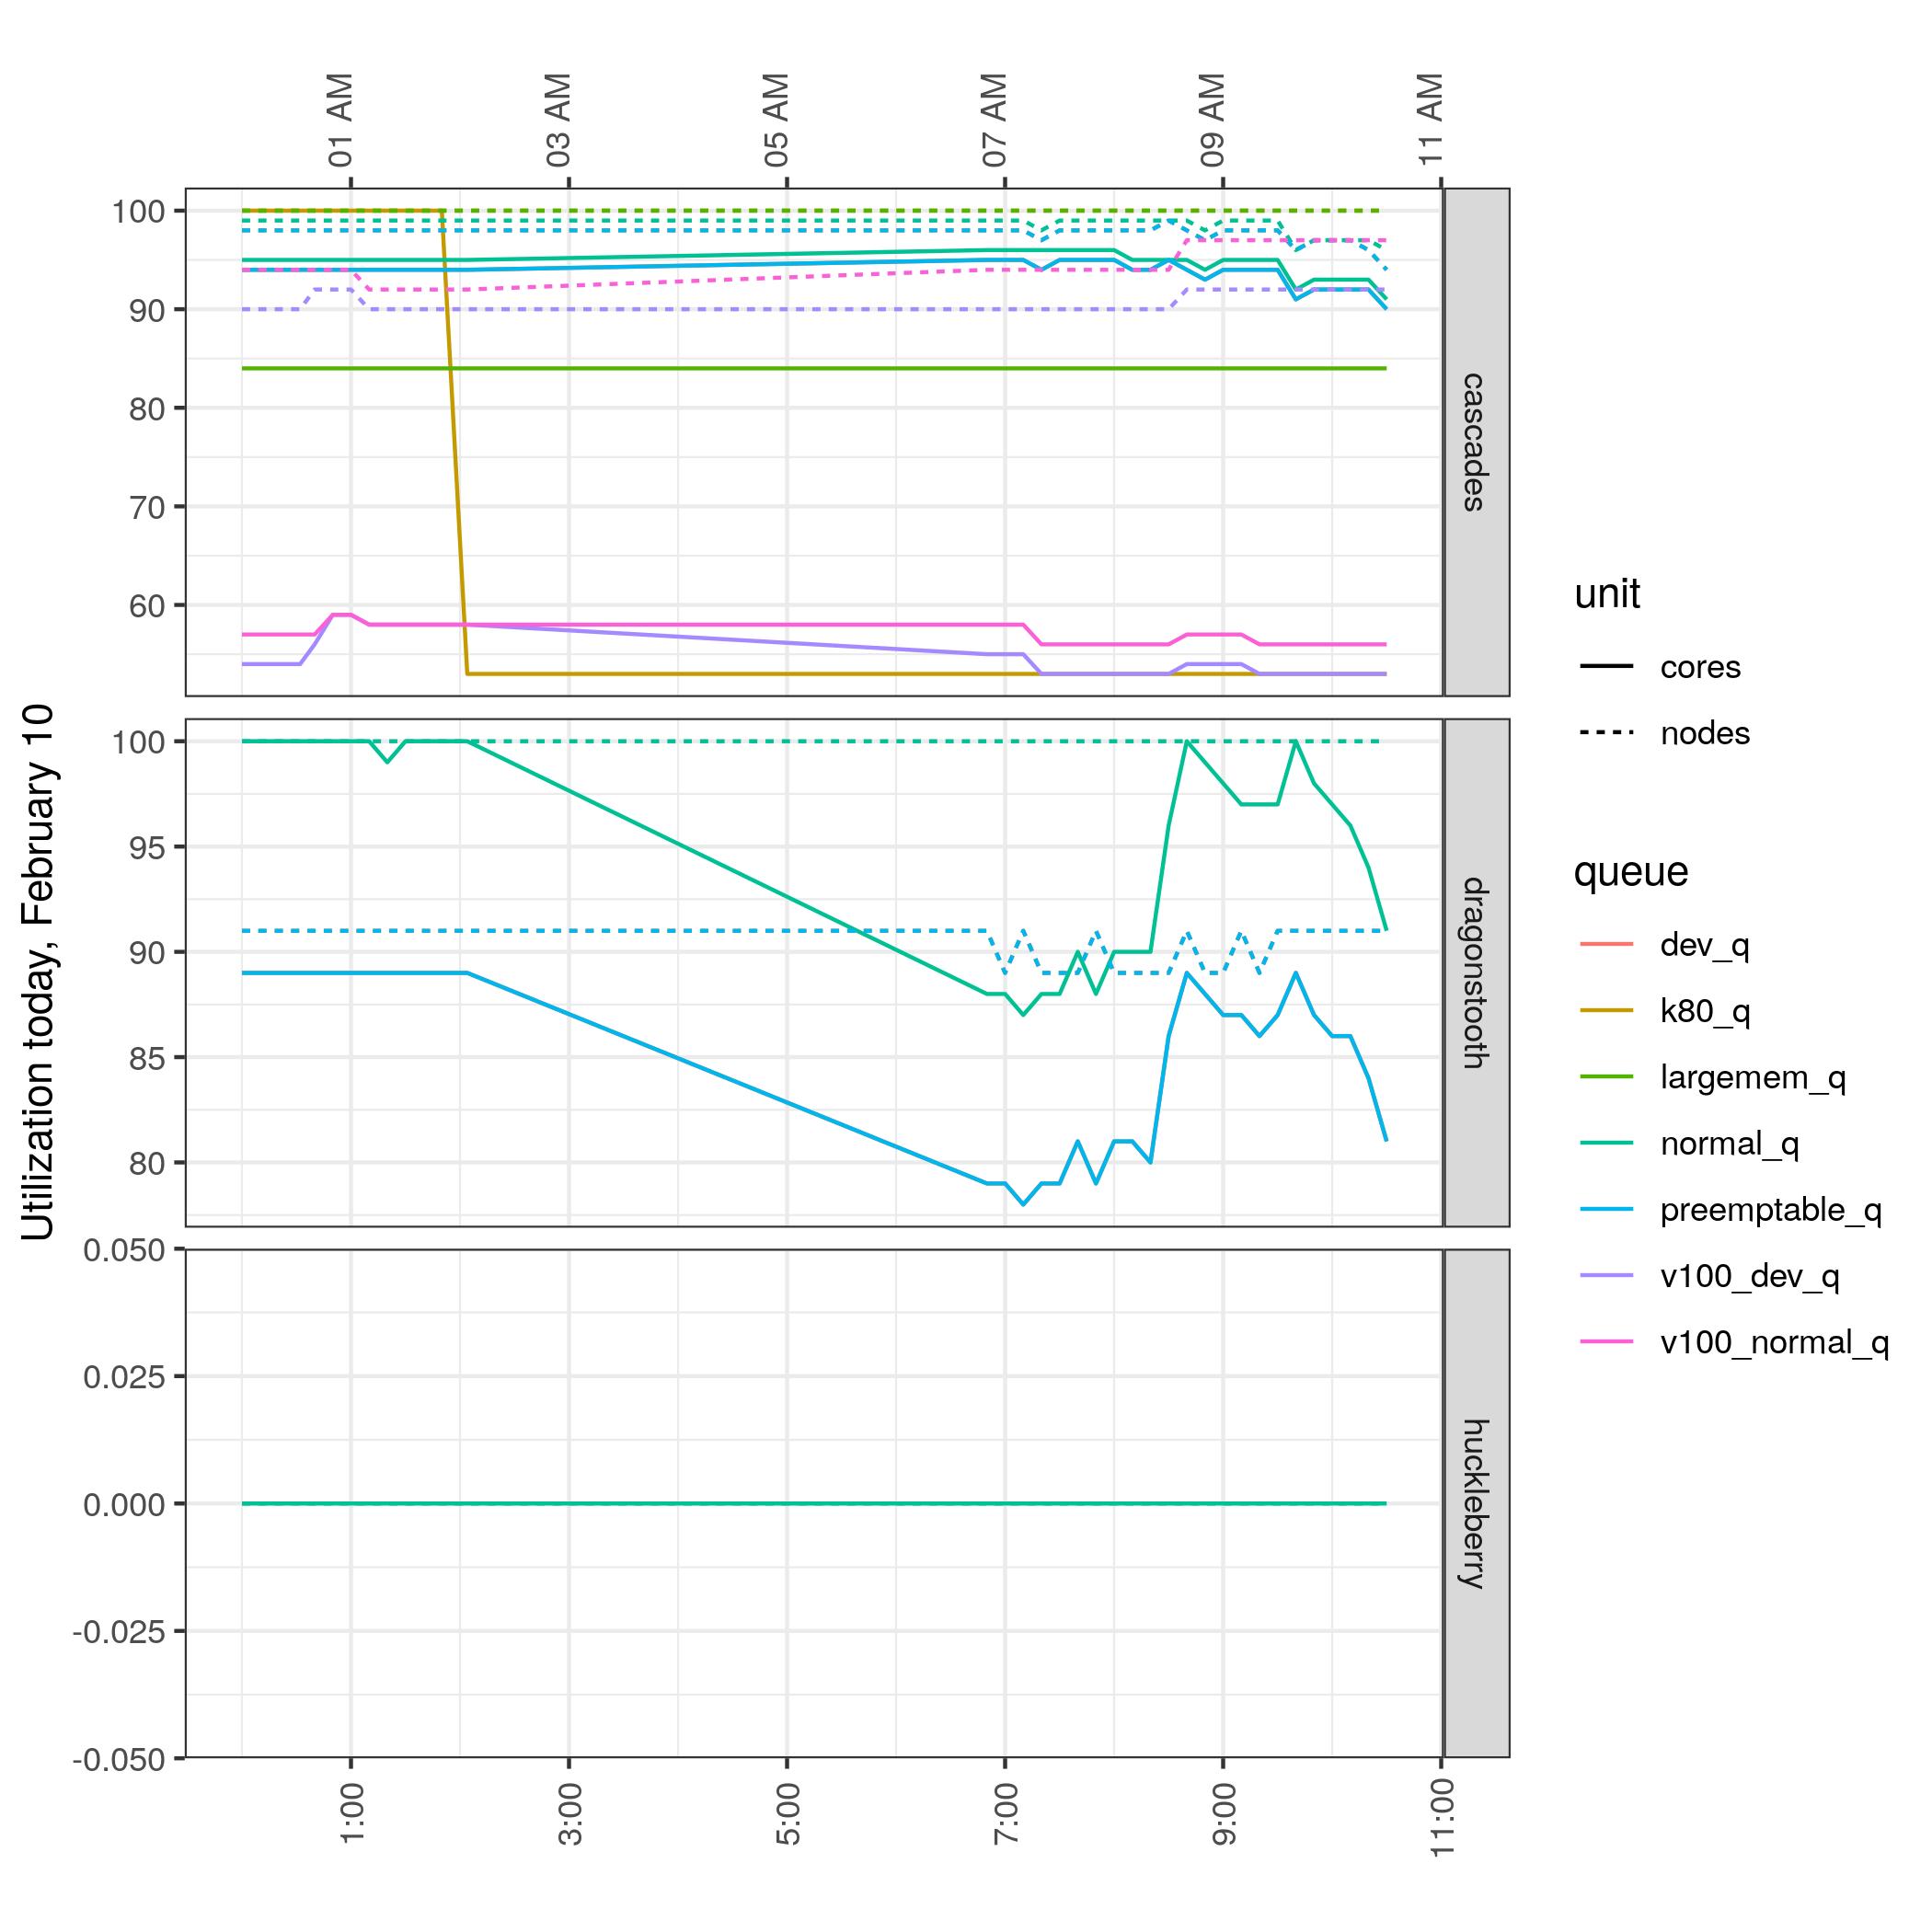 01 AM
03 AM
05 AM
07 AM
09 AM
11 AM
Utilization today, February 10
100
90
80
70
60
cascades
100
95
90
85
80
dragonstooth
0.050
0.025
0.000
-0.025
-0.050
huckleberry
1:00
3:00
5:00
7:00
9:00
11:00
unit
cores
nodes
queue
dev_q
k80_q
largemem_q
normal_q
preemptable_q
v100_dev_q
v100_normal_q